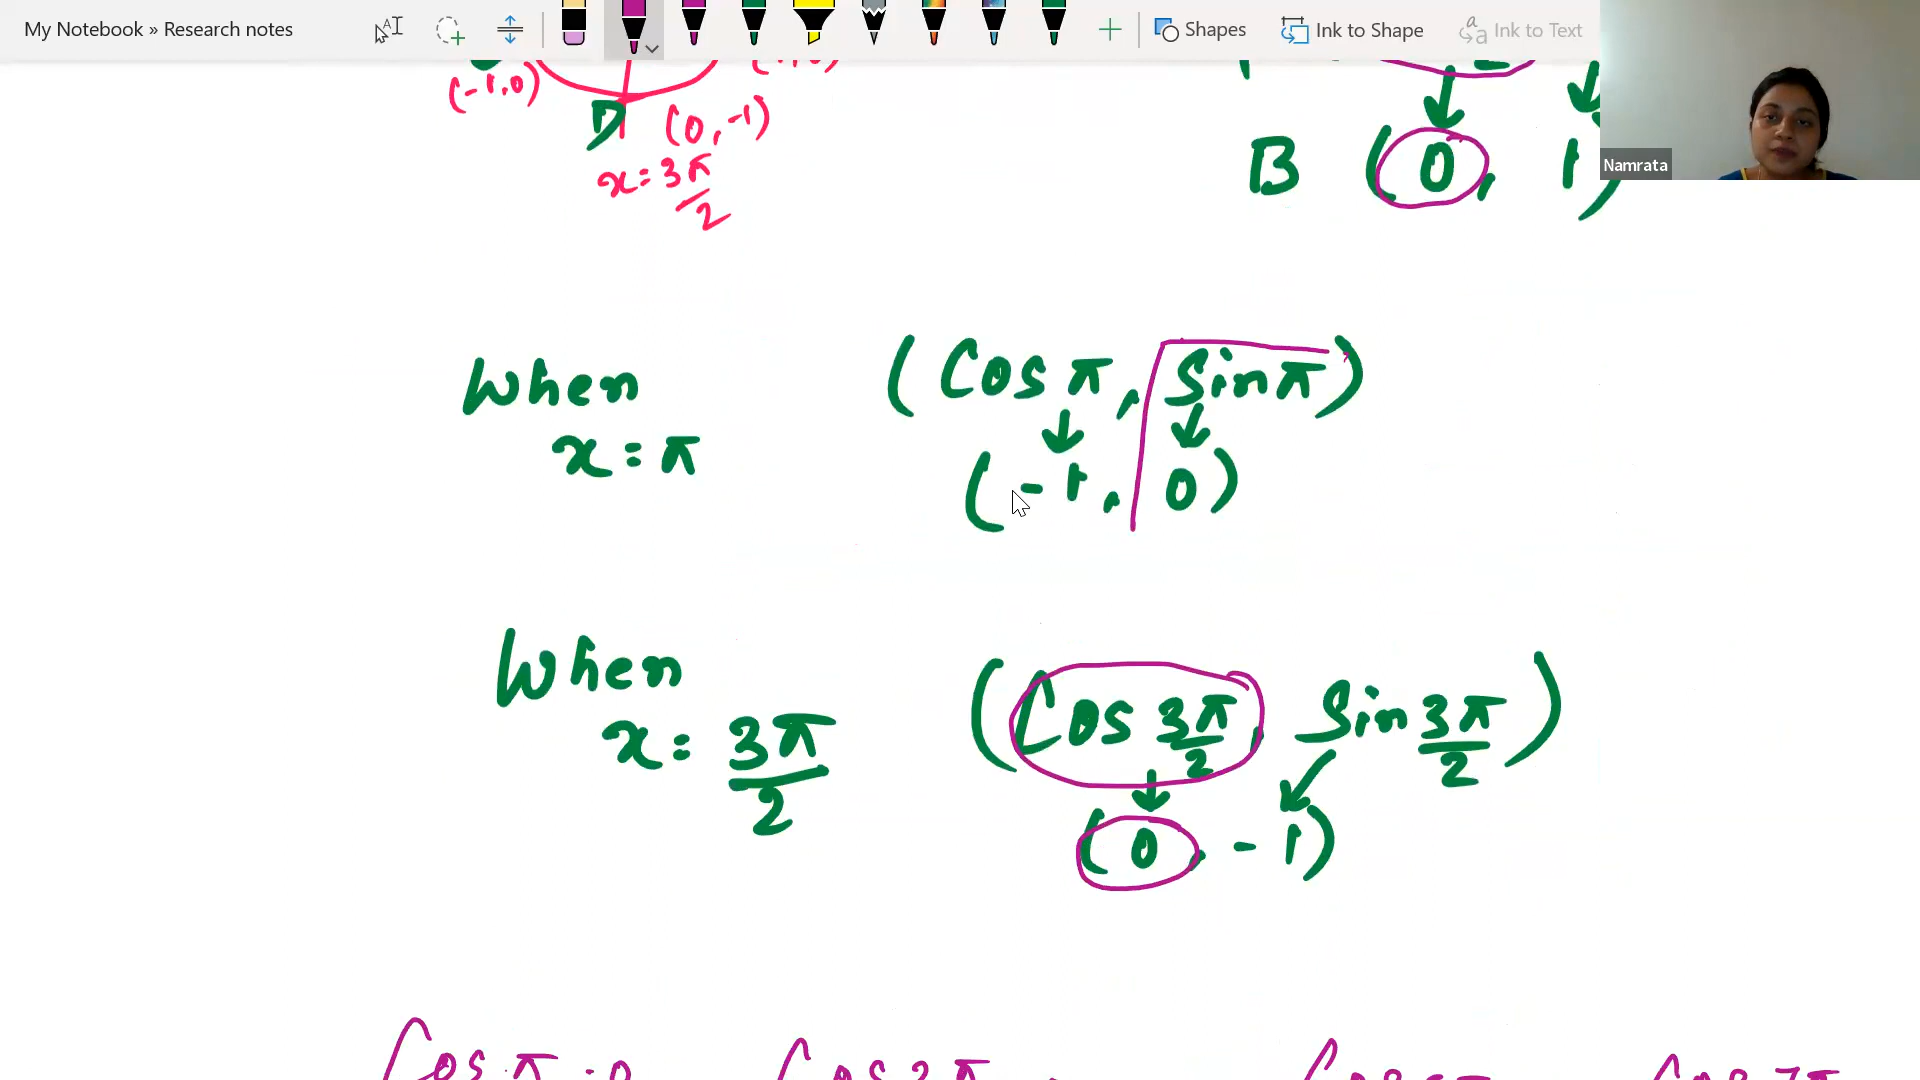 My Notebook » Research notes
Shapes
Ink to Shape
Ink to Text
Namrata
(-1,0)
D (0,-1)
x = 3π/2
B (0, 1)
When (Cos π, Sin π)
x = π (-1, 0)
When (Cos 3π/2, Sin 3π/2)
x = 3π/2 (0, -1)
Cos π